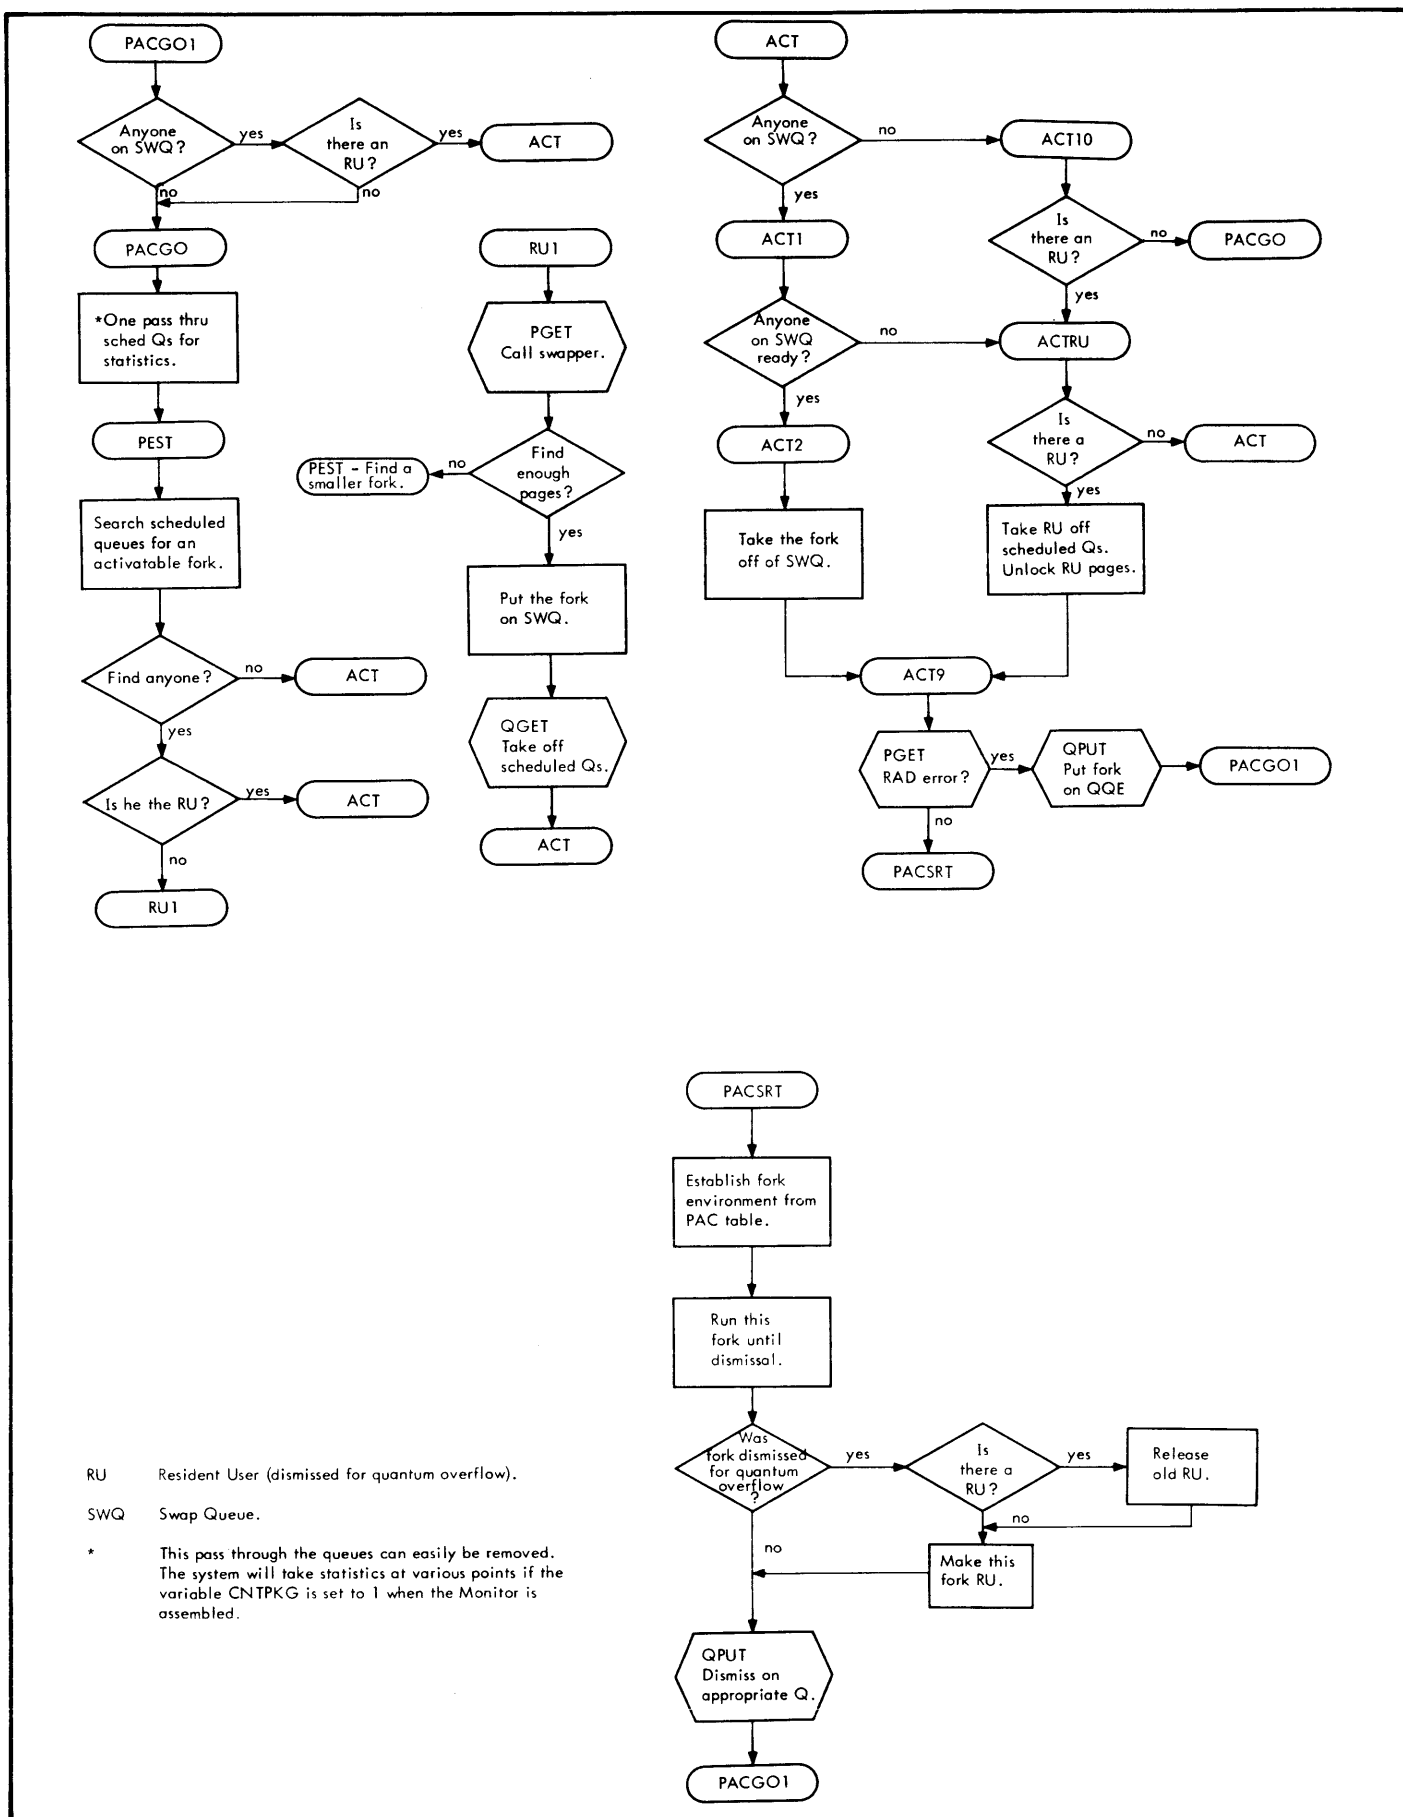 PACGO1
Anyone
on SWQ?
yes
Is
there an
RU?
yes
ACT
no
no
PACGO
*One pass thru
sched Qs for
statistics.
PEST
Search scheduled
queues for an
activatable fork.
Find anyone?
no
ACT
yes
Is he the RU?
yes
ACT
no
RU1
RU1
PGET
Call swapper.
Find
enough
pages?
no
PEST - Find a
smaller fork.
yes
Put the fork
on SWQ.
QGET
Take off
scheduled Qs.
ACT
ACT
Anyone
on SWQ?
no
ACT10
yes
Is
there an
RU?
no
PACGO
yes
ACT1
Anyone
on SWQ
ready?
no
ACTRU
yes
Is
there a
RU?
no
ACT
yes
ACT2
Take the fork
off of SWQ.
Take RU off
scheduled Qs.
Unlock RU pages.
ACT9
PGET
RAD error?
yes
QPUT
Put fork
on QQE
PACGO1
no
PACSRT
PACSRT
Establish fork
environment from
PAC table.
Run this
fork until
dismissal.
Was
fork dismissed
for quantum
overflow
?
yes
Is
there a
RU?
yes
Release
old RU.
no
Make this
fork RU.
no
QPUT
Dismiss on
appropriate Q.
PACGO1
RU Resident User (dismissed for quantum overflow).
SWQ Swap Queue.
* This pass through the queues can easily be removed.
The system will take statistics at various points if the
variable CNTPKG is set to 1 when the Monitor is
assembled.